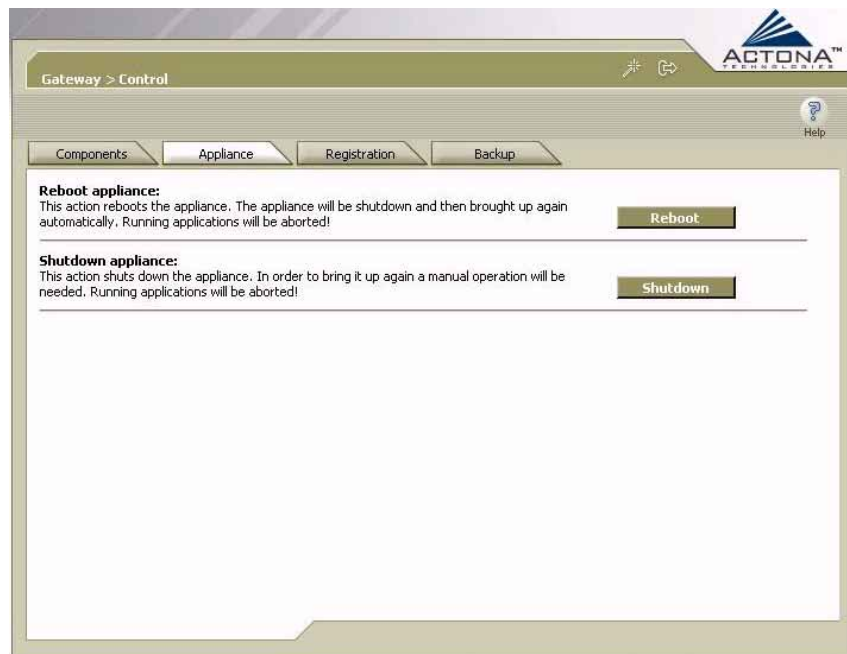 ACTONA™
TECHNOLOGIES
Gateway > Control
Help
Components
Appliance
Registration
Backup
Reboot appliance:
This action reboots the appliance. The appliance will be shutdown and then brought up again
automatically. Running applications will be aborted!
Reboot
Shutdown appliance:
This action shuts down the appliance. In order to bring it up again a manual operation will be
needed. Running applications will be aborted!
Shutdown